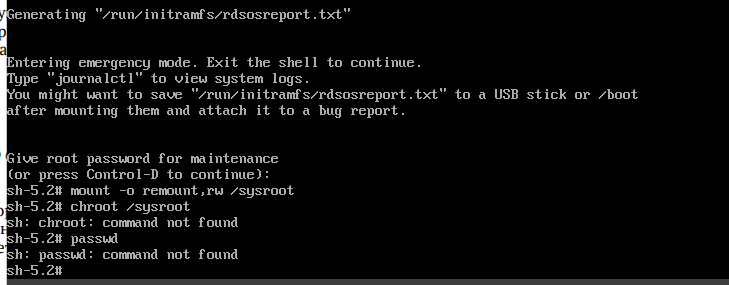 Generating "/run/initramfs/rdsosreport.txt"
Entering emergency mode. Exit the shell to continue.
Type "journalctl" to view system logs.
You might want to save "/run/initramfs/rdsosreport.txt" to a USB stick or /boot
after mounting them and attach it to a bug report.
Give root password for maintenance
(or press Control-D to continue):
sh-5.2# mount -o remount,rw /sysroot
sh-5.2# chroot /sysroot
sh: chroot: command not found
sh-5.2# passwd
sh: passwd: command not found
sh-5.2#